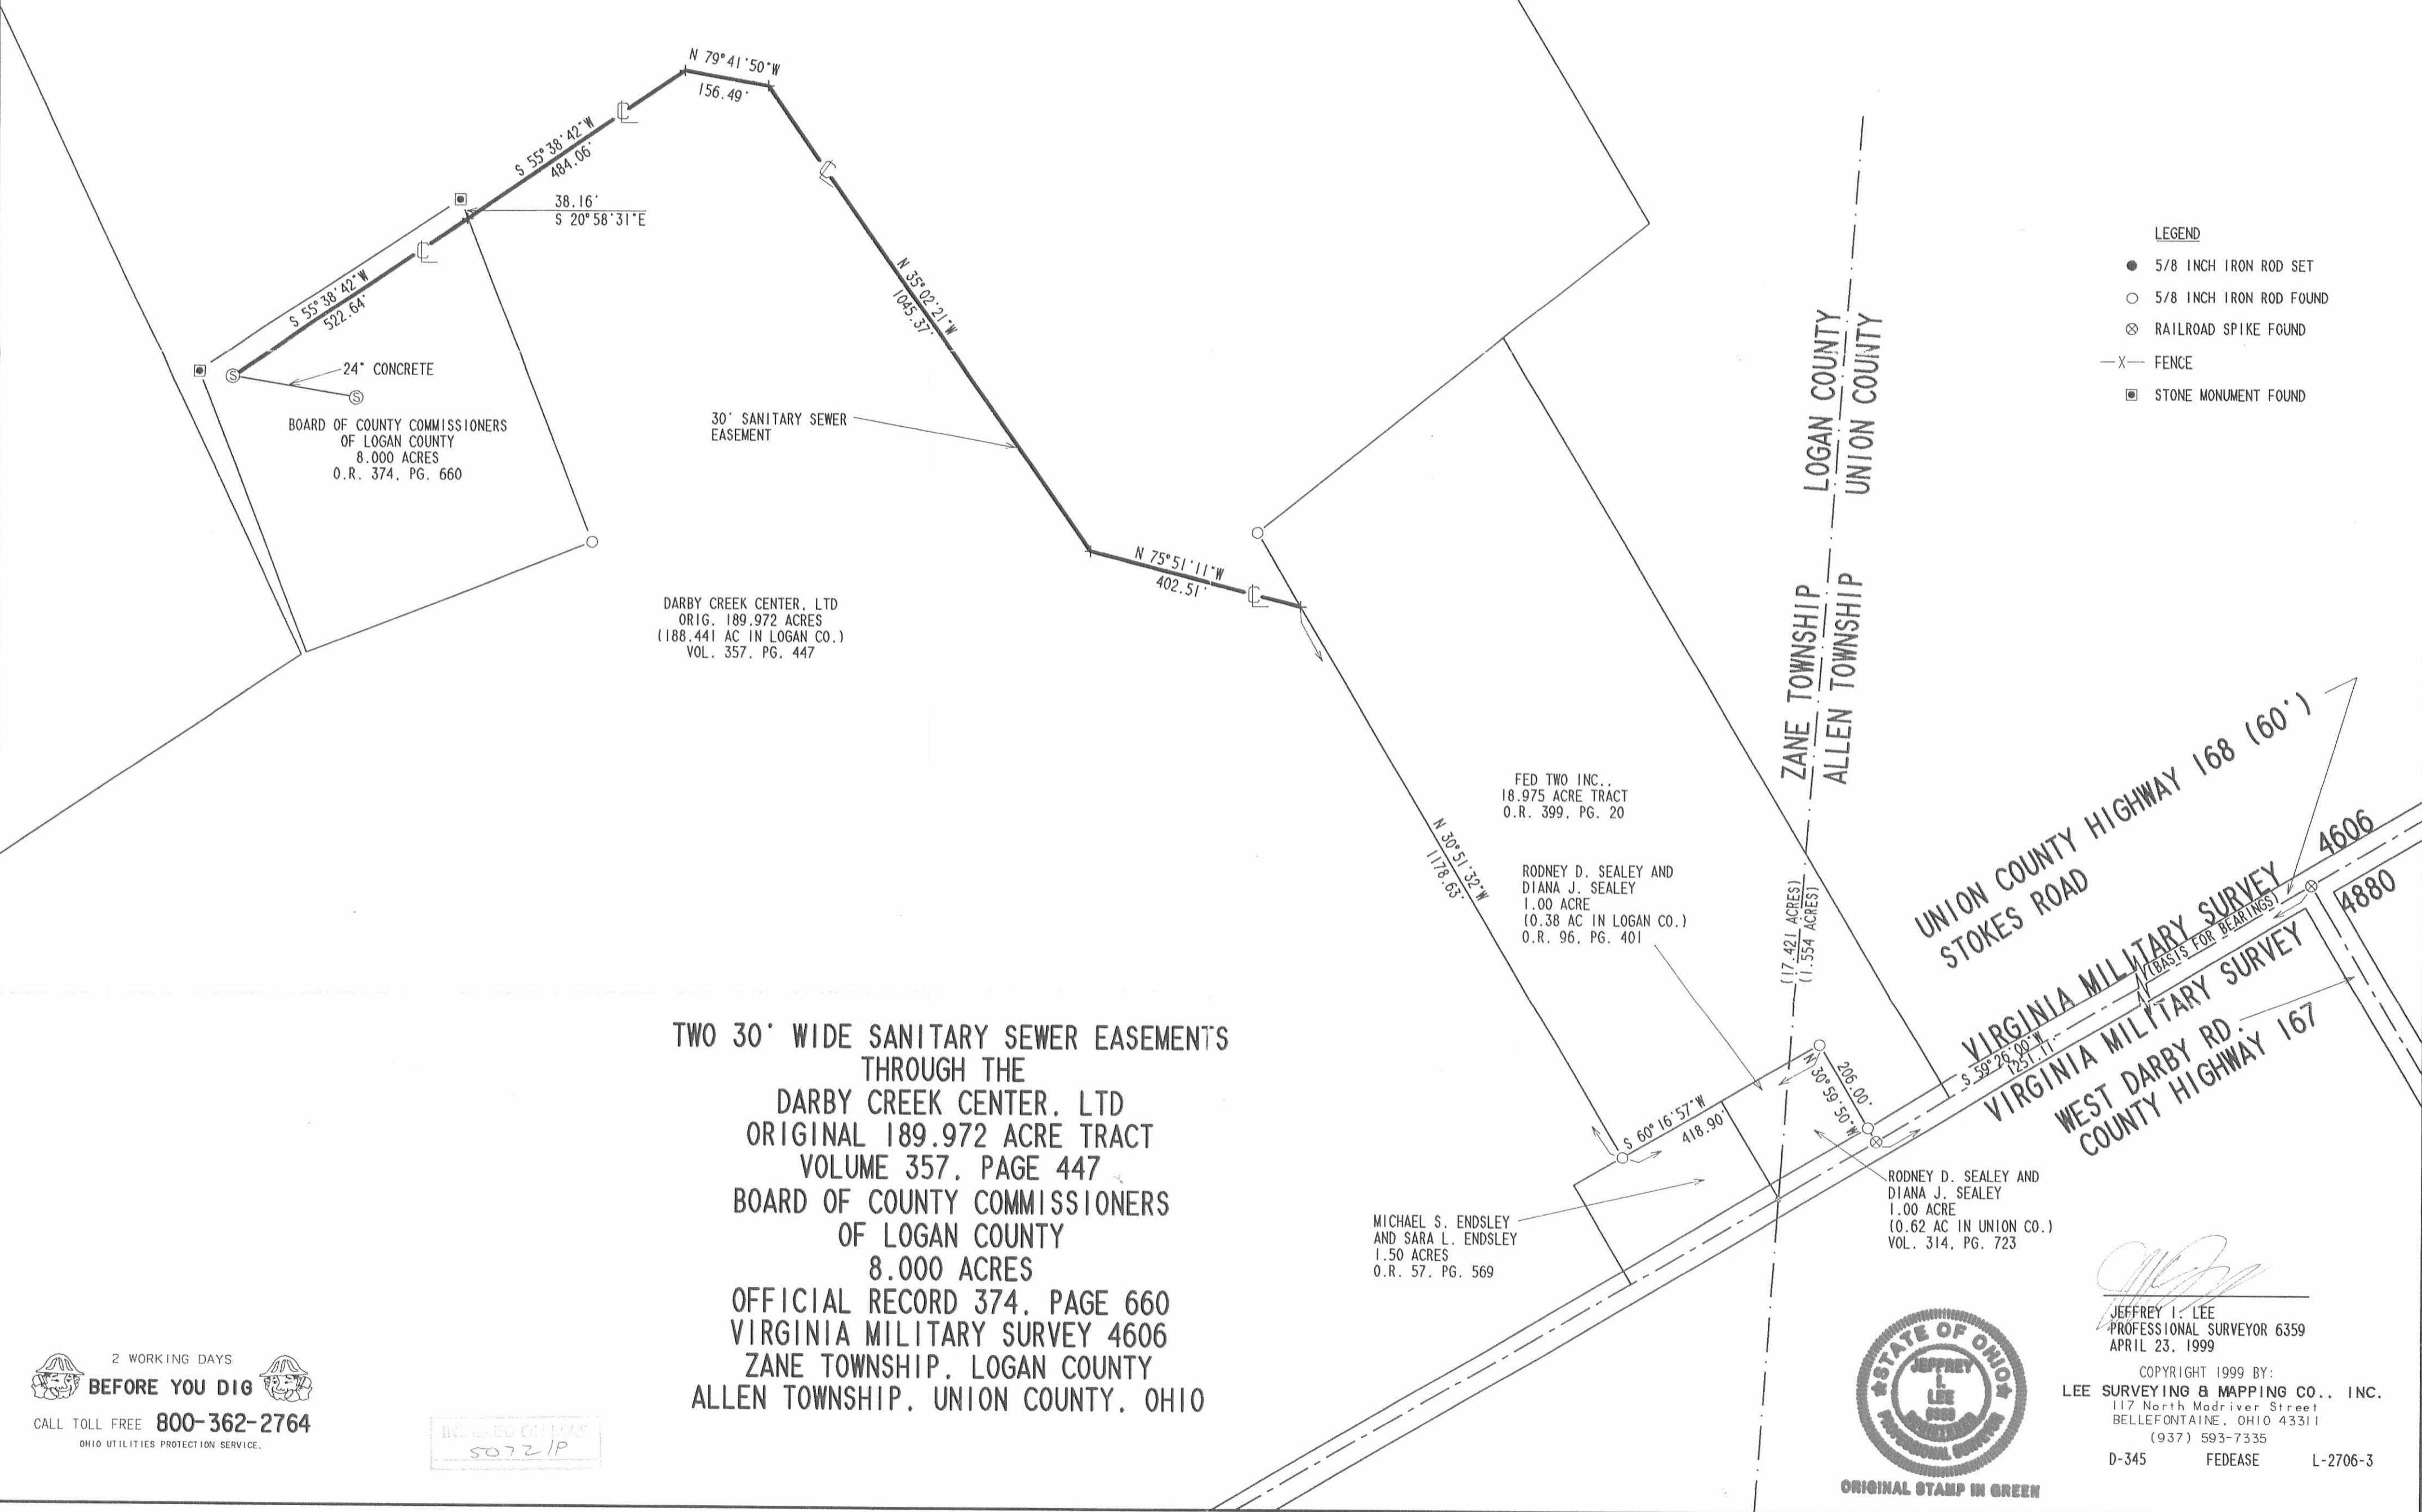 N 79°41'50"W
156.49'
S 55°38'42"W
484.06'
38.16'
S 20°58'31"E
S 55°38'42"W
522.64'
24" CONCRETE
S
S
BOARD OF COUNTY COMMISSIONERS
OF LOGAN COUNTY
8.000 ACRES
O.R. 374, PG. 660
N 35°02'21"W
1045.37'
30' SANITARY SEWER
EASEMENT
N 75°51'11"W
402.51'
DARBY CREEK CENTER, LTD
ORIG. 189.972 ACRES
(188.441 AC IN LOGAN CO.)
VOL. 357, PG. 447
LOGAN COUNTY
UNION COUNTY
ZANE TOWNSHIP
ALLEN TOWNSHIP
LEGEND
5/8 INCH IRON ROD SET
5/8 INCH IRON ROD FOUND
RAILROAD SPIKE FOUND
—X— FENCE
STONE MONUMENT FOUND
FED TWO INC.,
18.975 ACRE TRACT
O.R. 399, PG. 20
N 30°51'32"W
1178.63'
RODNEY D. SEALEY AND
DIANA J. SEALEY
1.00 ACRE
(0.38 AC IN LOGAN CO.)
O.R. 96, PG. 401
(17.421 ACRES)
(1.554 ACRES)
UNION COUNTY HIGHWAY 168 (60')
STOKES ROAD
VIRGINIA MILITARY SURVEY 4606
(BASIS FOR BEARINGS)
S 59°26'00"W
1251.17'
VIRGINIA MILITARY SURVEY 4880
WEST DARBY RD.
COUNTY HIGHWAY 167
206.00'
N 30°59'50"W
S 60°16'57"W
418.90'
MICHAEL S. ENDSLEY
AND SARA L. ENDSLEY
1.50 ACRES
O.R. 57, PG. 569
RODNEY D. SEALEY AND
DIANA J. SEALEY
1.00 ACRE
(0.62 AC IN UNION CO.)
VOL. 314, PG. 723
TWO 30' WIDE SANITARY SEWER EASEMENTS
THROUGH THE
DARBY CREEK CENTER, LTD
ORIGINAL 189.972 ACRE TRACT
VOLUME 357, PAGE 447
BOARD OF COUNTY COMMISSIONERS
OF LOGAN COUNTY
8.000 ACRES
OFFICIAL RECORD 374, PAGE 660
VIRGINIA MILITARY SURVEY 4606
ZANE TOWNSHIP, LOGAN COUNTY
ALLEN TOWNSHIP, UNION COUNTY, OHIO
2 WORKING DAYS
BEFORE YOU DIG
CALL TOLL FREE 800-362-2764
OHIO UTILITIES PROTECTION SERVICE.
INDEXED ON MAP
STATE OF OHIO
JEFFREY
I.
LEE
6359
REGISTERED
PROFESSIONAL SURVEYOR
ORIGINAL STAMP IN GREEN
JEFFREY I. LEE
PROFESSIONAL SURVEYOR 6359
APRIL 23, 1999
COPYRIGHT 1999 BY:
LEE SURVEYING & MAPPING CO., INC.
117 North Madriver Street
BELLEFONTAINE, OHIO 43311
(937) 593-7335
D-345 FEDEASE L-2706-3